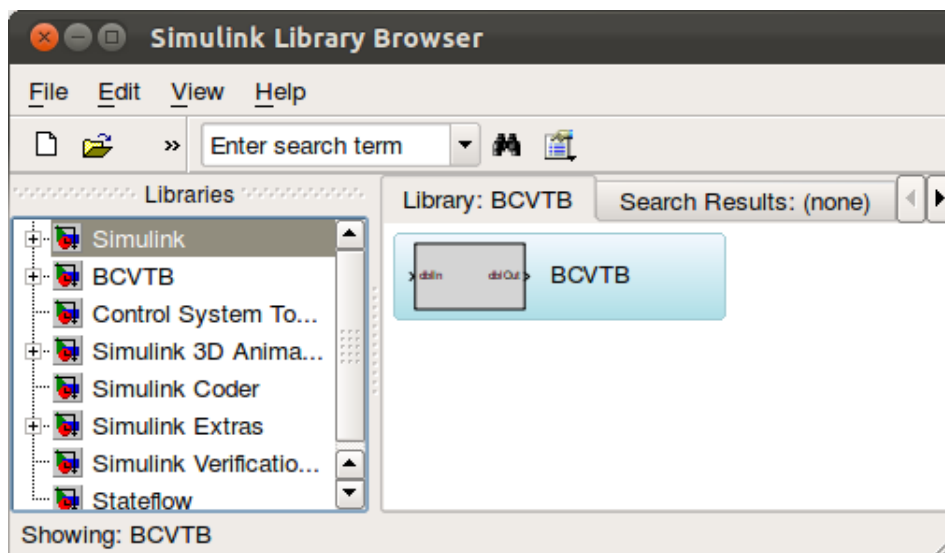 Simulink Library Browser
File Edit View Help
» Enter search term
Libraries
Library: BCVTB Search Results: (none)
Simulink
BCVTB
Control System To...
Simulink 3D Anima...
Simulink Coder
Simulink Extras
Simulink Verificatio...
Stateflow
dblIn dblOut BCVTB
Showing: BCVTB